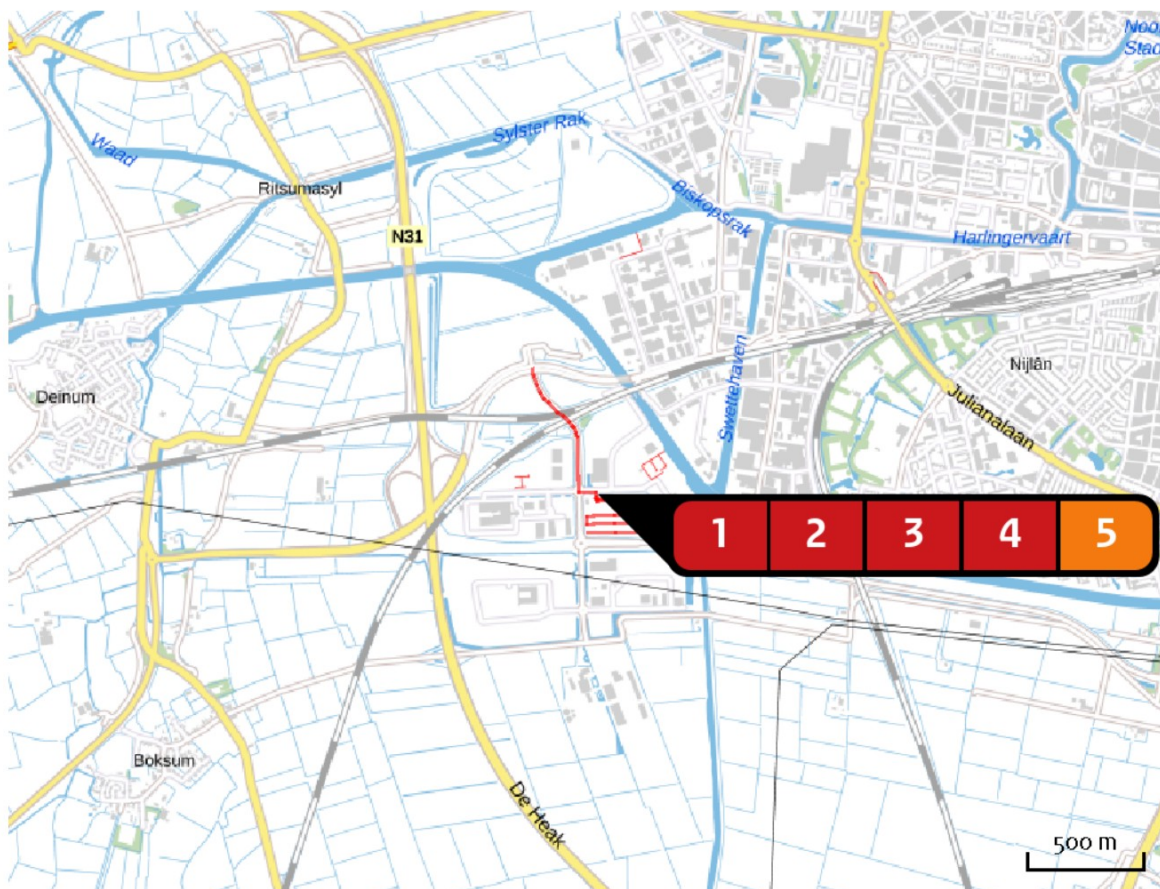 Noor
Stad
Sylster Rak
Waad
Ritsumasyl
Biskopsrak
N31
Harlingervaart
Deinum
Swettehaven
Nijlân
Julianalaan
1 2 3 4 5
Boksum
De Heak
500 m